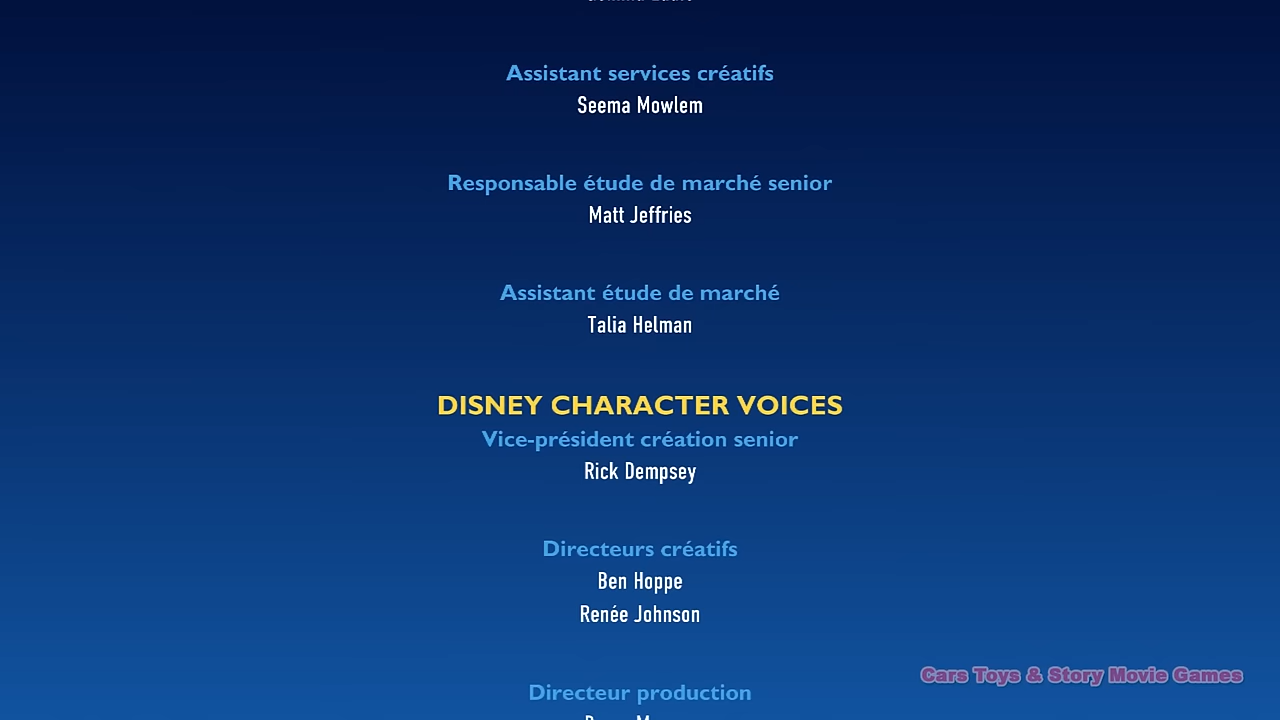 Assistant services créatifs
Seema Mowlem
Responsable étude de marché senior
Matt Jeffries
Assistant étude de marché
Talia Helman
DISNEY CHARACTER VOICES
Vice-président création senior
Rick Dempsey
Directeurs créatifs
Ben Hoppe
Renée Johnson
Cars Toys & Story Movie Games
Directeur production